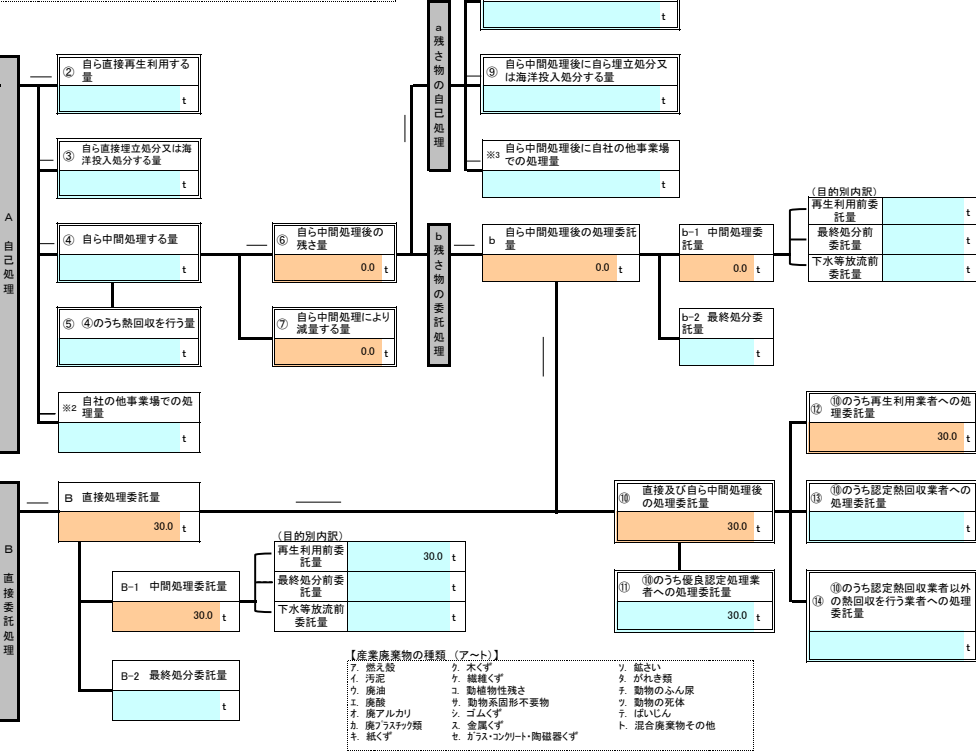 t
a 残さ物の自己処理
② 自ら直接再生利用する
量
t
⑨ 自ら中間処理後に自ら埋立処分又
は海洋投入処分する量
t
③ 自ら直接埋立処分又は海
洋投入処分する量
t
※3 自ら中間処理後に自社の他事業場
での処理量
t
A 自己処理
④ 自ら中間処理する量
t
⑥ 自ら中間処理後の
残さ量
0.0 t
b 残さ物の委託処理
b 自ら中間処理後の処理委託
量
0.0 t
b-1 中間処理委
託量
0.0 t
(目的別内訳)
再生利用前委
託量
t
最終処分前
委託量
t
下水等放流前
委託量
t
⑤ ④のうち熱回収を行う量
t
⑦ 自ら中間処理により
減量する量
0.0 t
b-2 最終処分委
託量
t
※2 自社の他事業場での処
理量
t
⑫ ⑩のうち再生利用業者への処
理委託量
30.0 t
B 直接委託処理
B 直接処理委託量
30.0 t
⑩ 直接及び自ら中間処理後
の処理委託量
30.0 t
⑬ ⑩のうち認定熱回収業者への
処理委託量
t
(目的別内訳)
再生利用前委
託量
30.0 t
最終処分前委
託量
t
下水等放流前
委託量
t
B-1 中間処理委託量
30.0 t
⑪ ⑩のうち優良認定処理業
者への処理委託量
30.0 t
⑭ ⑩のうち認定熱回収業者以外
の熱回収を行う業者への処理
委託量
t
B-2 最終処分委託量
t
【産業廃棄物の種類 (ア~ト)】
ア. 燃え殻
イ. 汚泥
ウ. 廃油
エ. 廃酸
オ. 廃アルカリ
カ. 廃プラスチック類
キ. 紙くず
ク. 木くず
ケ. 繊維くず
コ. 動植物性残さ
サ. 動物系固形不要物
シ. ゴムくず
ス. 金属くず
セ. ガラス・コンクリート・陶磁器くず
ソ. 鉱さい
タ. がれき類
チ. 動物のふん尿
ツ. 動物の死体
テ. ばいじん
ト. 混合廃棄物その他